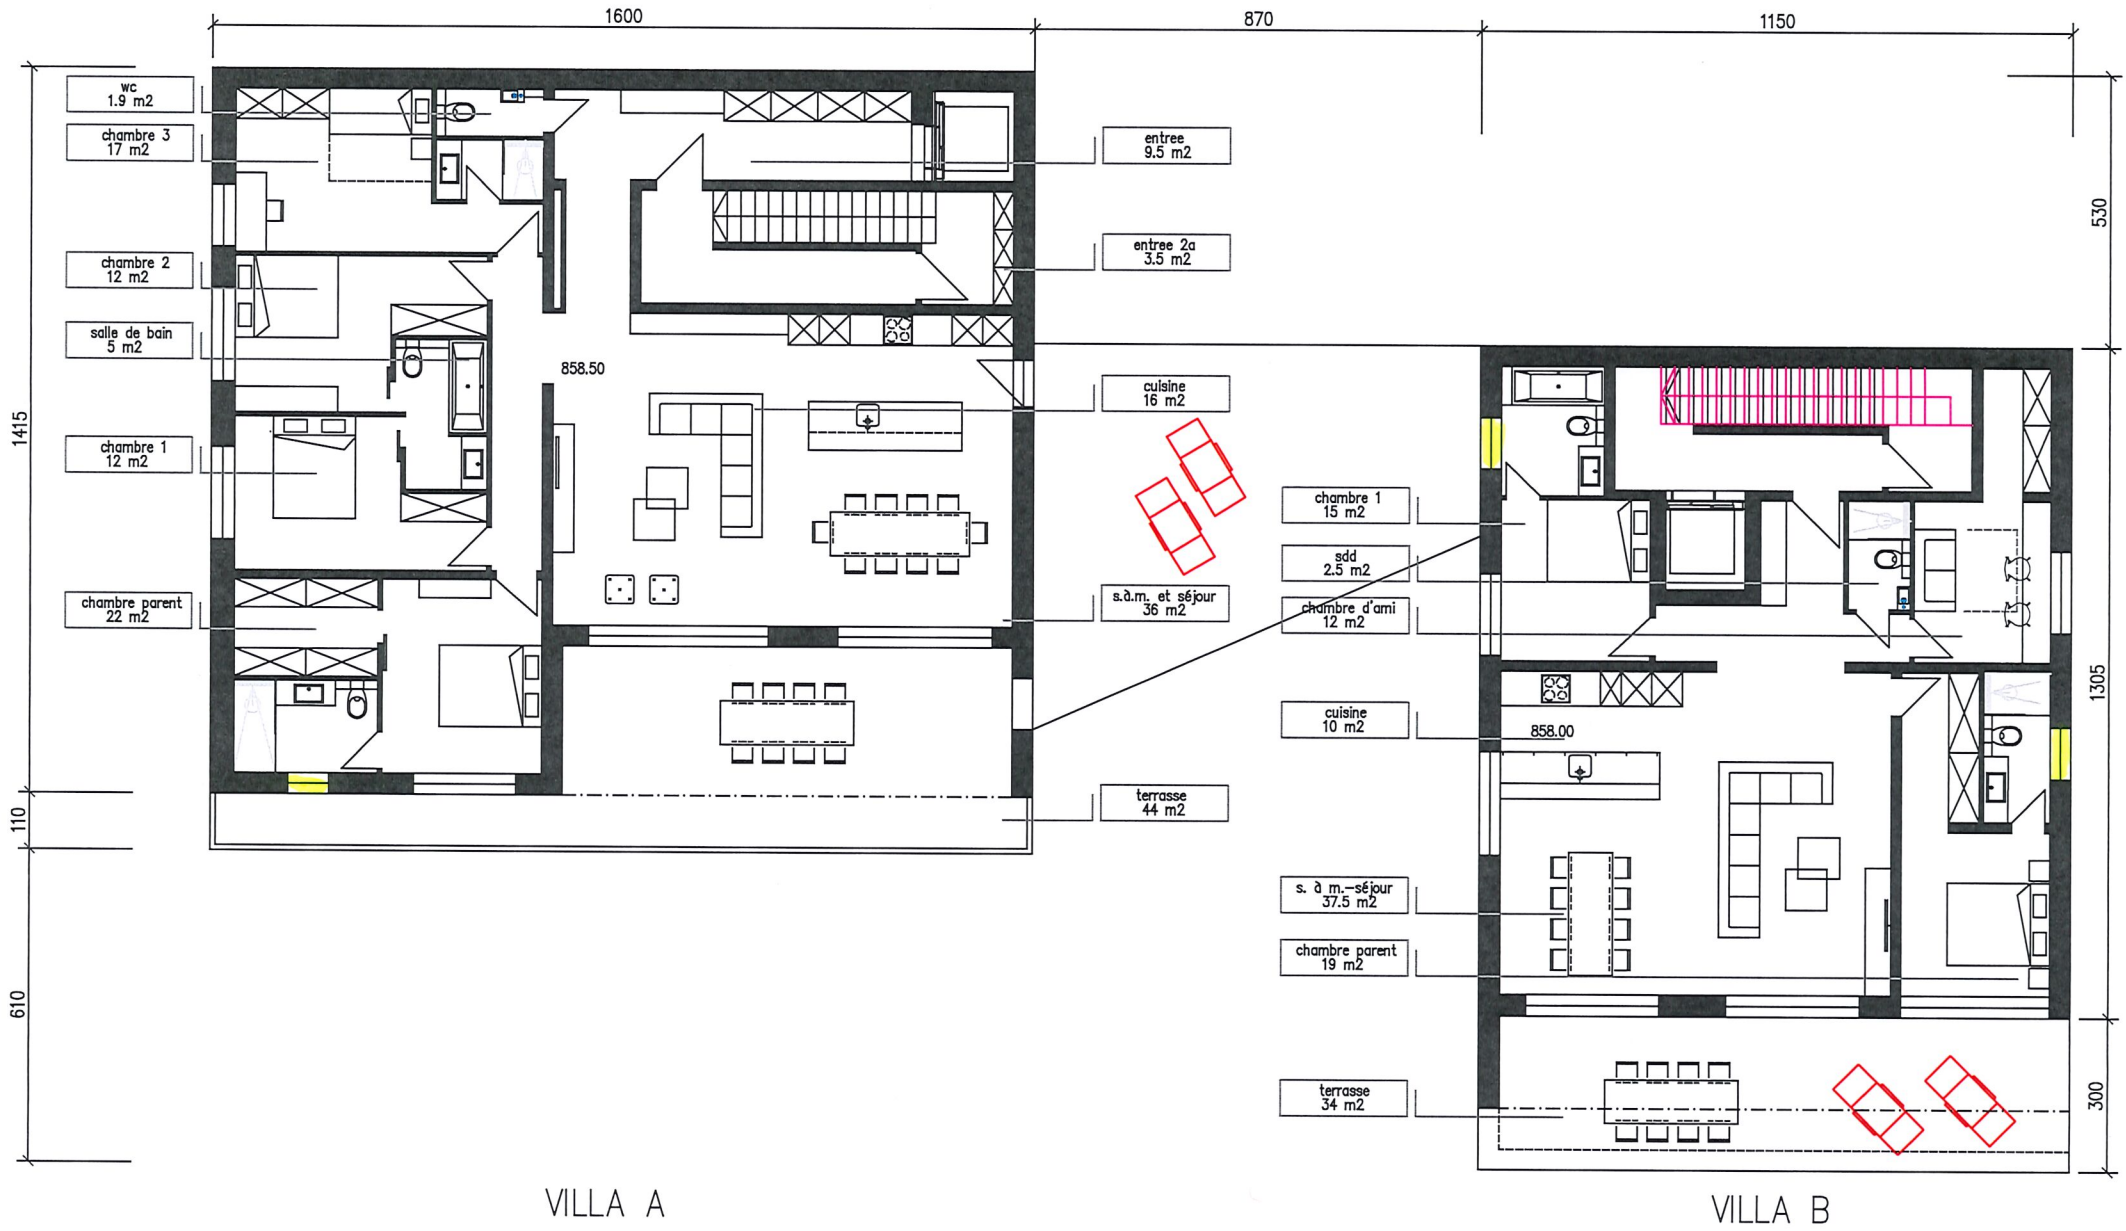 1600
870
1150
wc
1.9 m2
chambre 3
17 m2
chambre 2
12 m2
salle de bain
5 m2
chambre 1
12 m2
chambre parent
22 m2
1415
110
610
858.50
entree
9.5 m2
entree 2a
3.5 m2
cuisine
16 m2
s.à.m. et séjour
36 m2
terrasse
44 m2
chambre 1
15 m2
sdd
2.5 m2
chambre d'ami
12 m2
cuisine
10 m2
858.00
s. à m.-séjour
37.5 m2
chambre parent
19 m2
terrasse
34 m2
530
1305
300
VILLA A
VILLA B